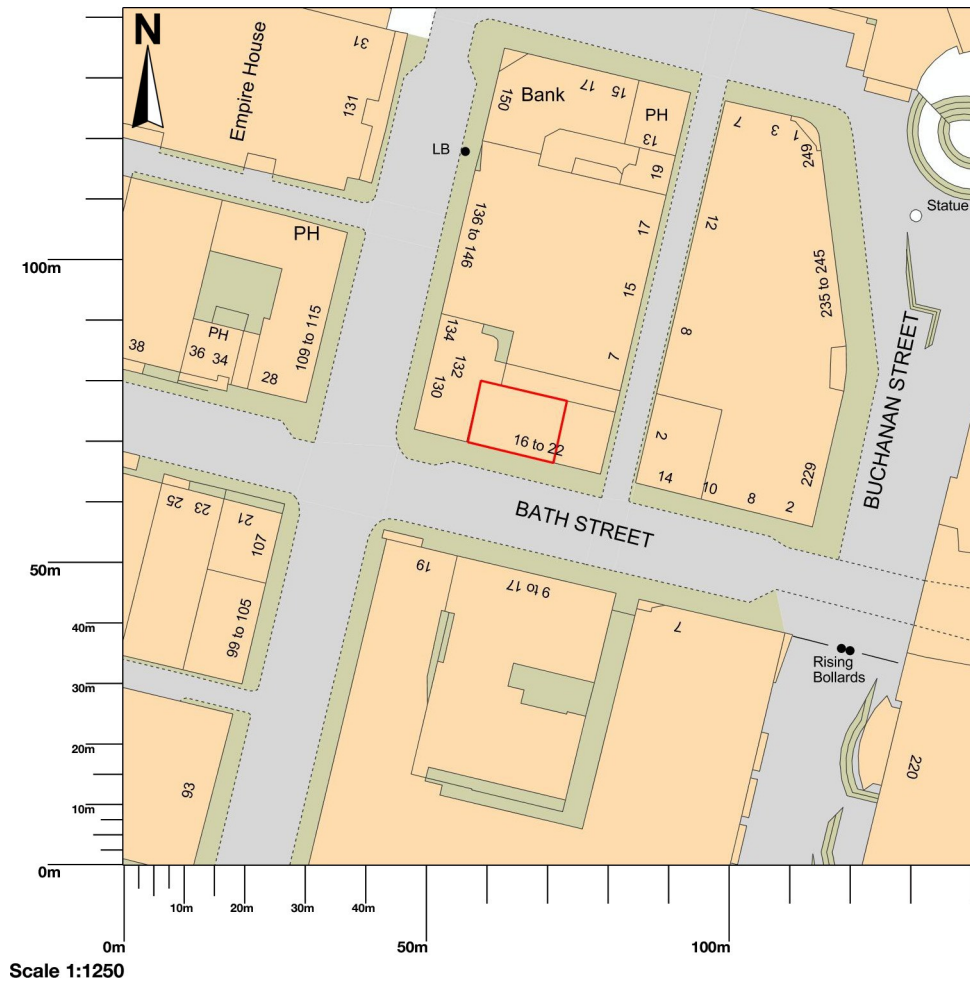 N
Empire House
31
131
LB
150
Bank
17
15
PH
13
19
7
3
1
249
Statue
136 to 146
17
12
235 to 245
15
PH
100m
134
132
130
7
8
38
PH
36
34
28
109 to 115
16 to 22
2
14
10
8
2
229
BUCHANAN STREET
BATH STREET
25
23
21
107
99 to 105
50m
19
9 to 17
7
40m
Rising
Bollards
30m
20m
10m
93
220
0m
10m
20m
30m
40m
0m
50m
100m
Scale 1:1250